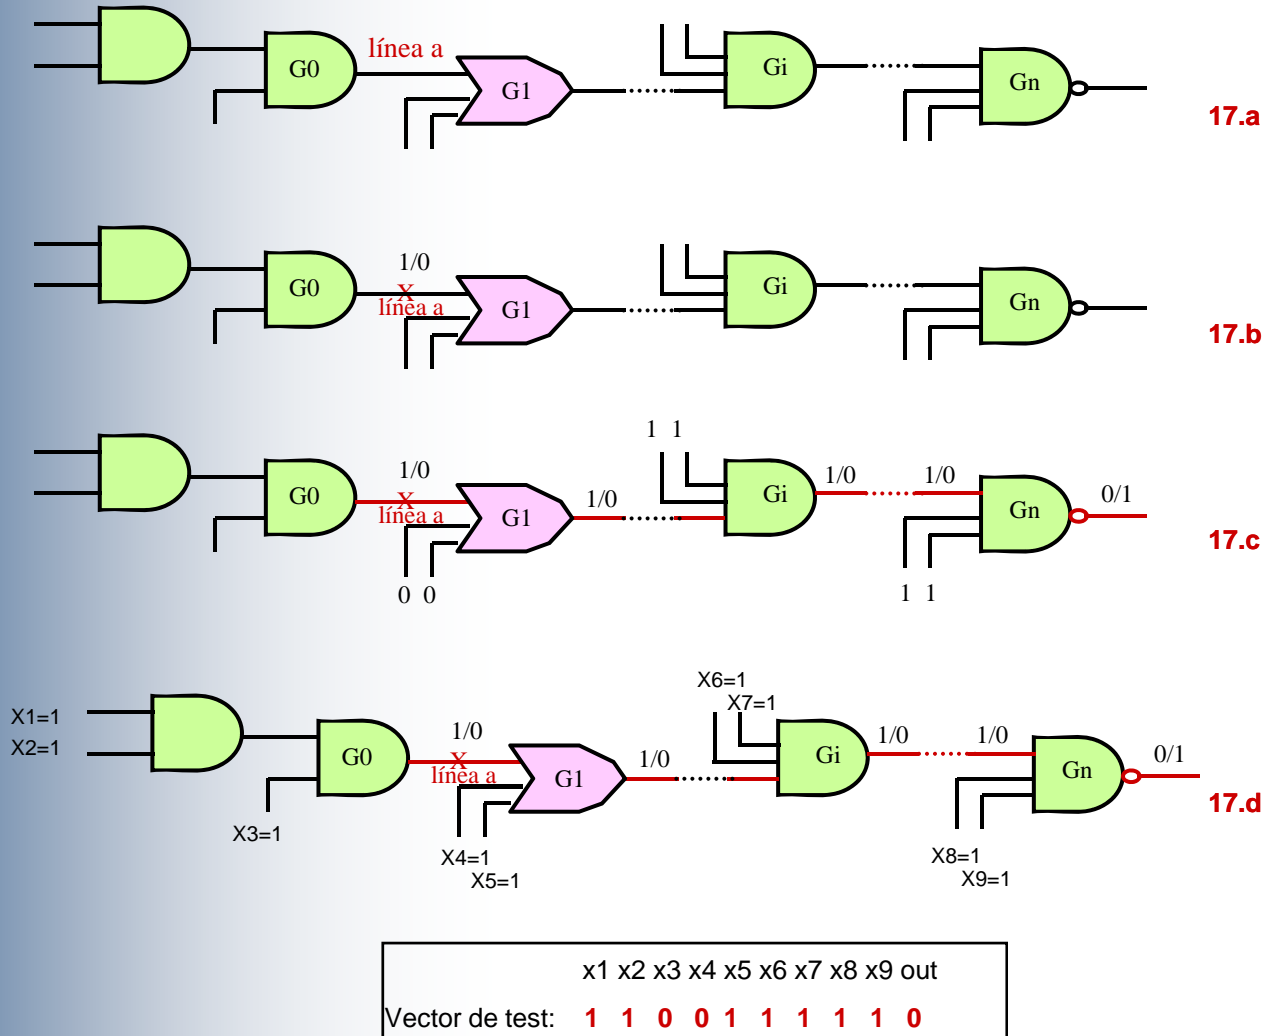 línea a
G0
G1
Gi
Gn
17.a
1/0
X
línea a
G0
G1
Gi
Gn
17.b
1 1
1/0
X
línea a
G0
G1
1/0
Gi
1/0
1/0
Gn
0/1
0 0
1 1
17.c
X6=1
X7=1
X1=1
X2=1
G0
X3=1
1/0
X
línea a
G1
X4=1
X5=1
1/0
Gi
1/0
1/0
Gn
0/1
X8=1
X9=1
17.d
x1 x2 x3 x4 x5 x6 x7 x8 x9 out
Vector de test: 1 1 0 0 1 1 1 1 1 0